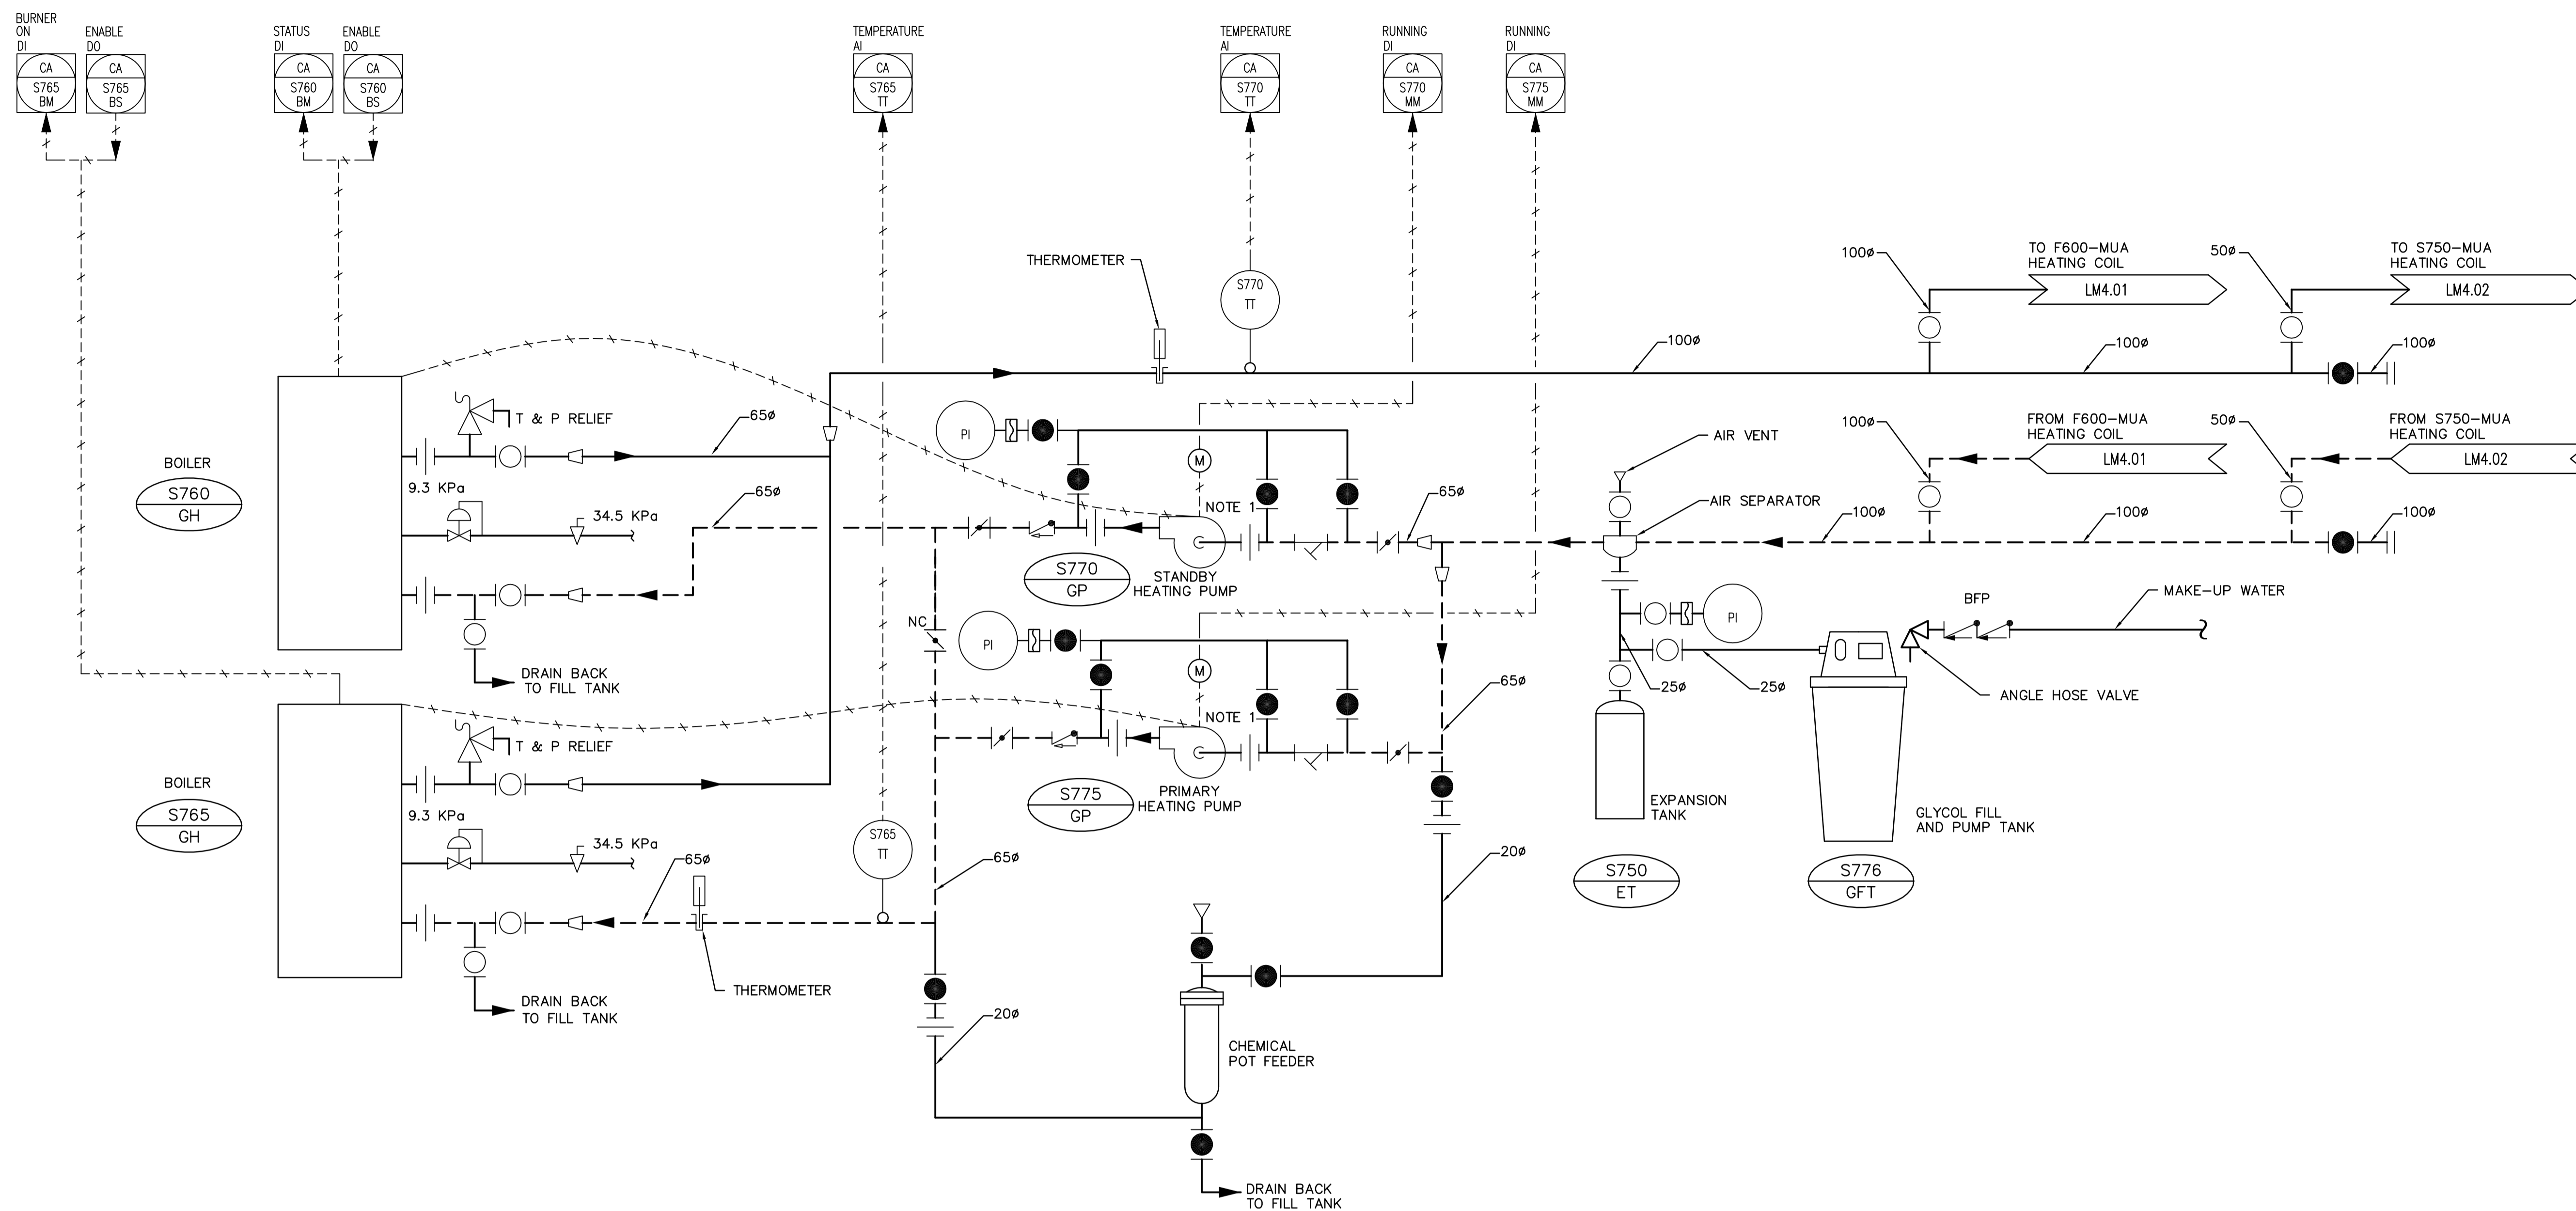 BURNER
ON
DI
ENABLE
DO
STATUS
DI
ENABLE
DO
TEMPERATURE
AI
TEMPERATURE
AI
RUNNING
DI
RUNNING
DI
CA
S765
BM
CA
S765
BS
CA
S760
BM
CA
S760
BS
CA
S765
TT
CA
S770
TT
CA
S770
MM
CA
S775
MM
THERMOMETER
S770
TT
100ø
TO F600-MUA
HEATING COIL
LM4.01
50ø
TO S750-MUA
HEATING COIL
LM4.02
100ø
100ø
100ø
T & P RELIEF
65ø
PI
M
AIR VENT
100ø
FROM F600-MUA
HEATING COIL
LM4.01
50ø
FROM S750-MUA
HEATING COIL
LM4.02
BOILER
S760
GH
9.3 KPa
34.5 KPa
65ø
NOTE 1
C
65ø
AIR SEPARATOR
100ø
100ø
100ø
S770
GP
STANDBY
HEATING PUMP
DRAIN BACK
TO FILL TANK
NC
PI
M
PI
BFP
MAKE-UP WATER
25ø
25ø
ANGLE HOSE VALVE
65ø
T & P RELIEF
NOTE 1
C
BOILER
S765
GH
9.3 KPa
34.5 KPa
S775
GP
PRIMARY
HEATING PUMP
EXPANSION
TANK
GLYCOL FILL
AND PUMP TANK
S750
ET
S776
GFT
65ø
S765
TT
65ø
20ø
THERMOMETER
DRAIN BACK
TO FILL TANK
20ø
CHEMICAL
POT FEEDER
DRAIN BACK
TO FILL TANK